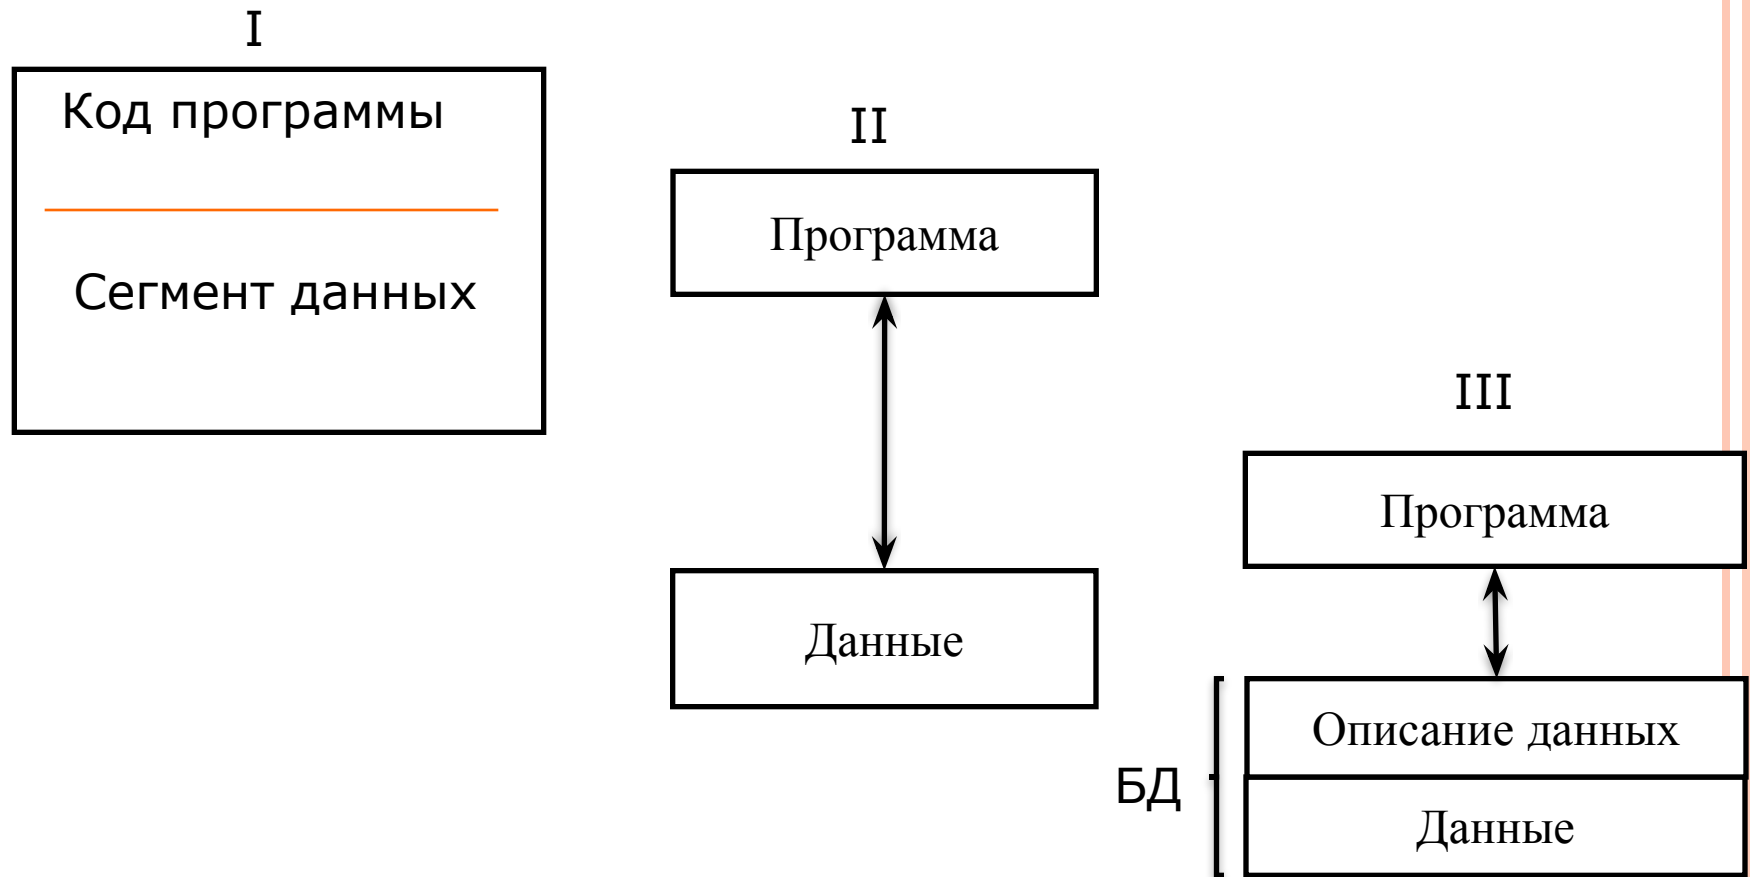 I
Код программы
Сегмент данных
II
Программа
Данные
III
Программа
Описание данных
БД
Данные